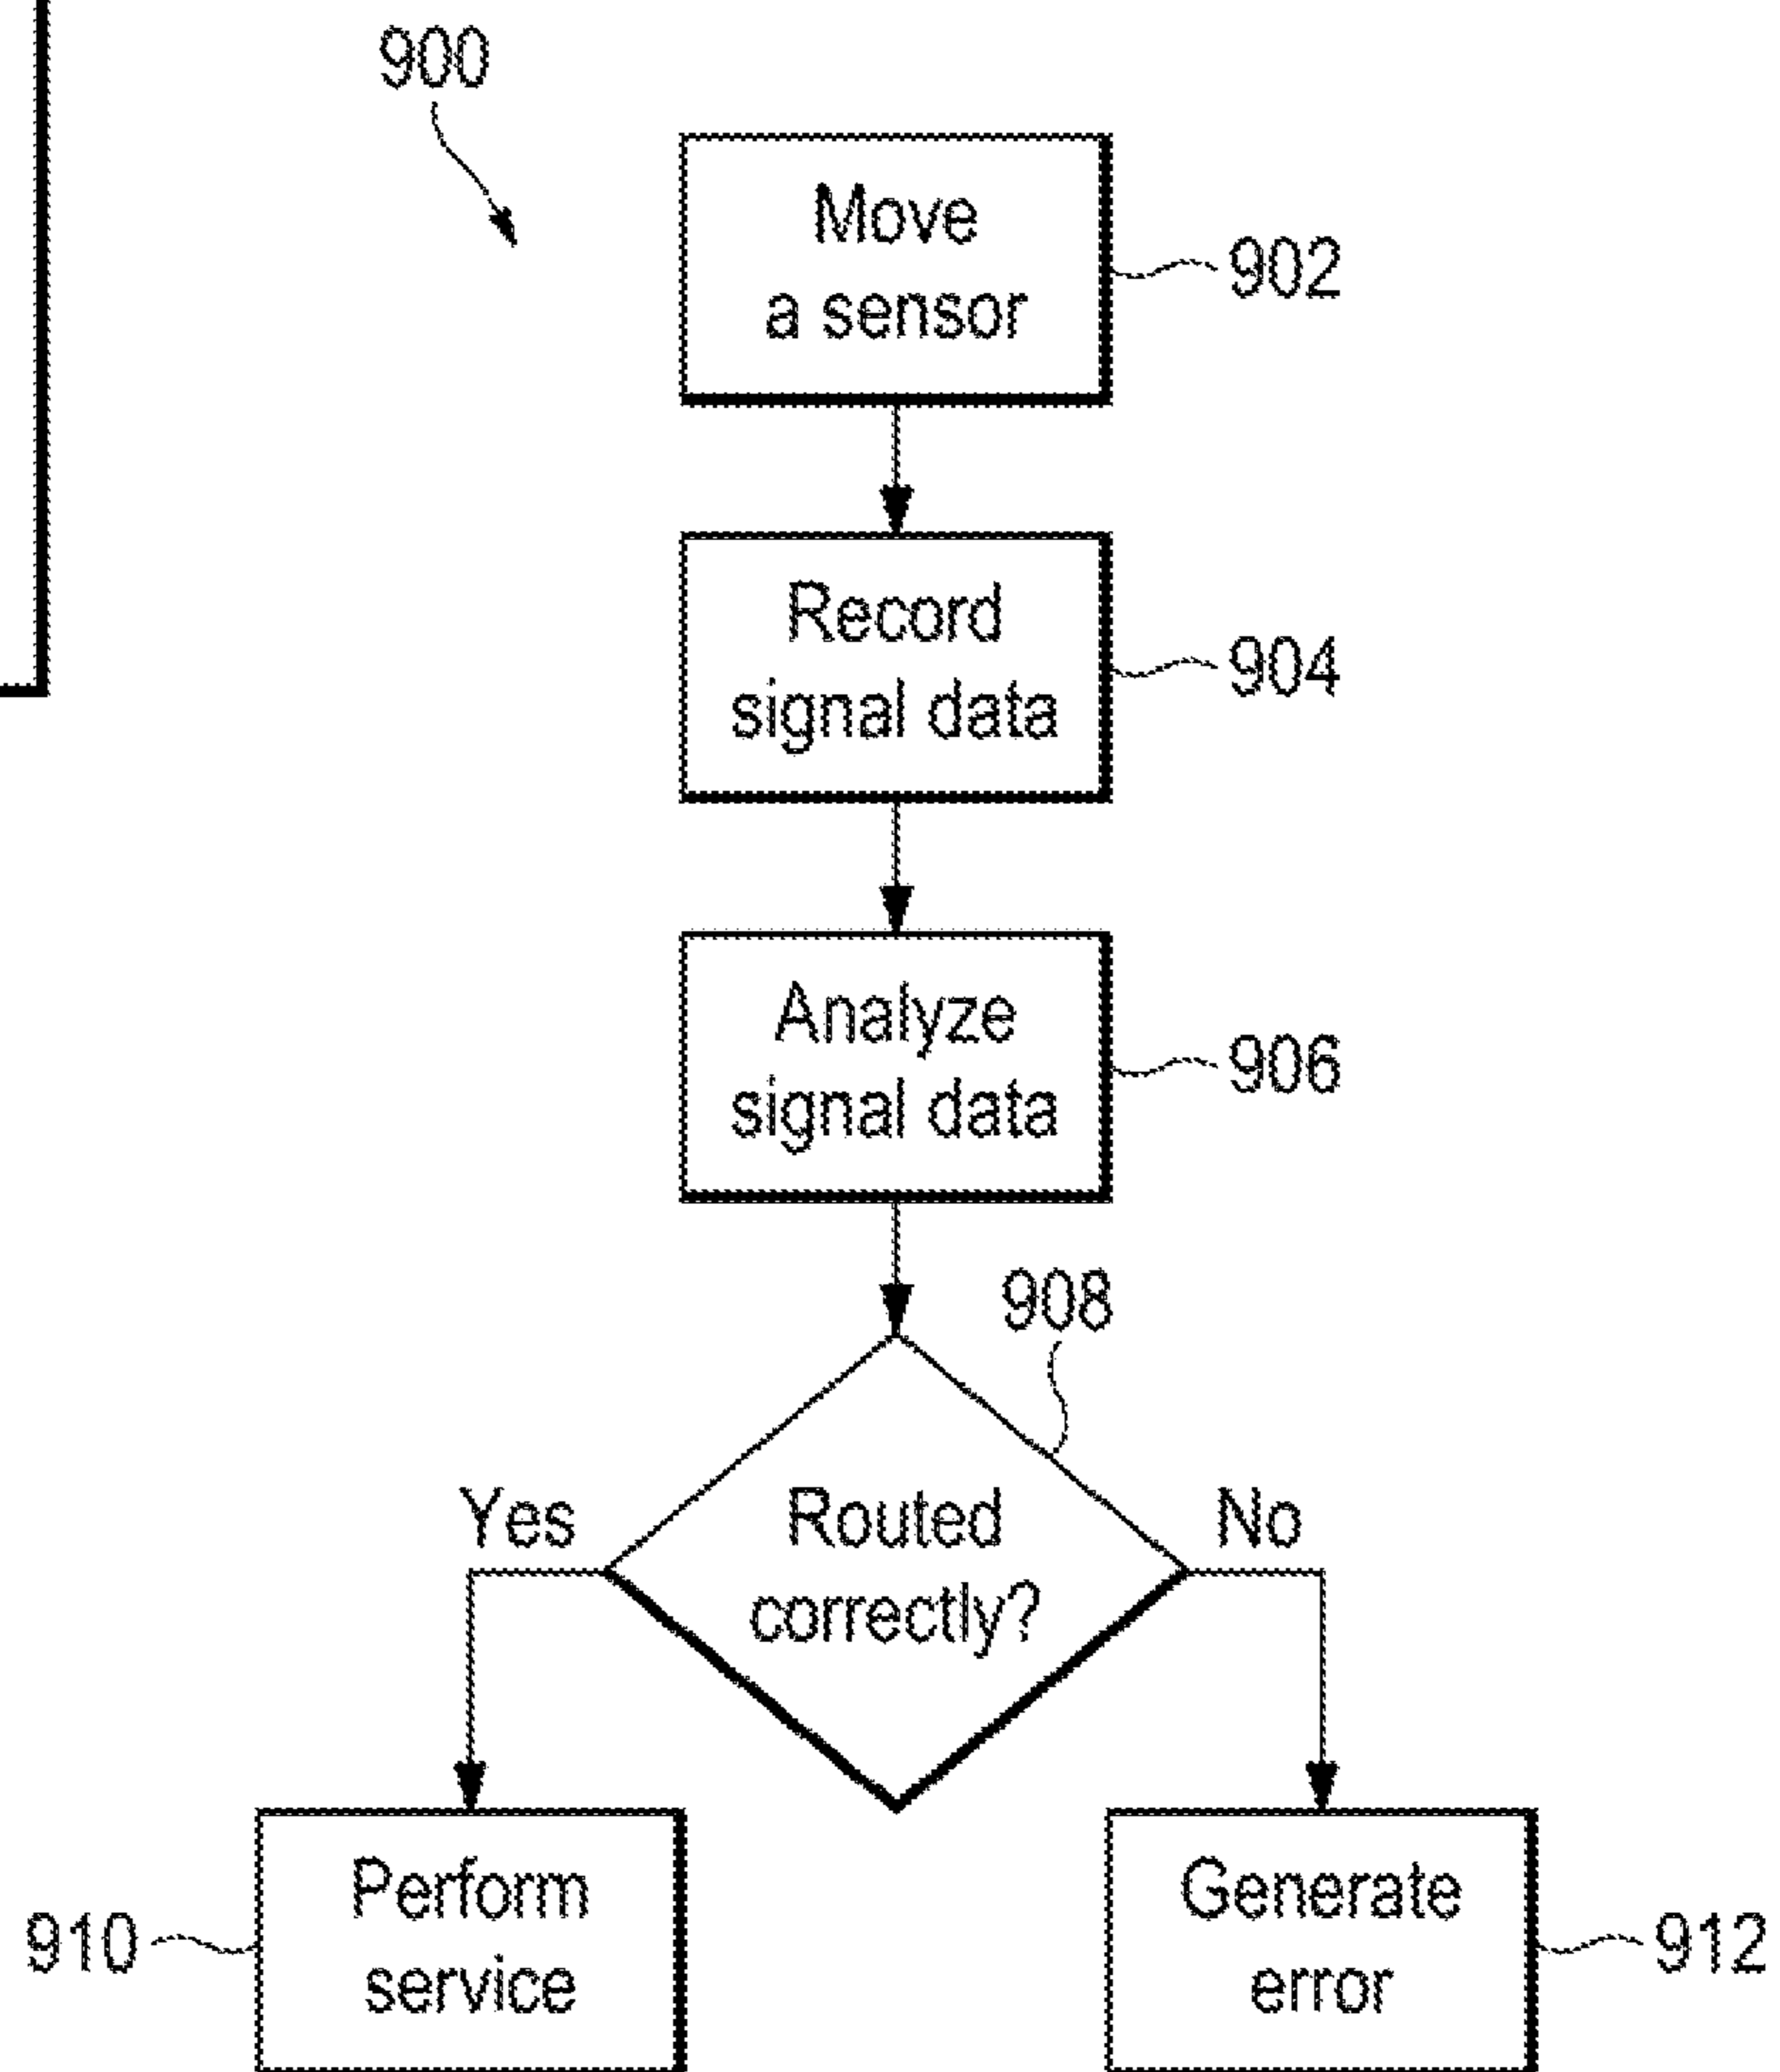 900
Move
a sensor
902
Record
signal data
904
Analyze
signal data
906
908
Yes
Routed
correctly?
No
Perform
service
910
Generate
error
912